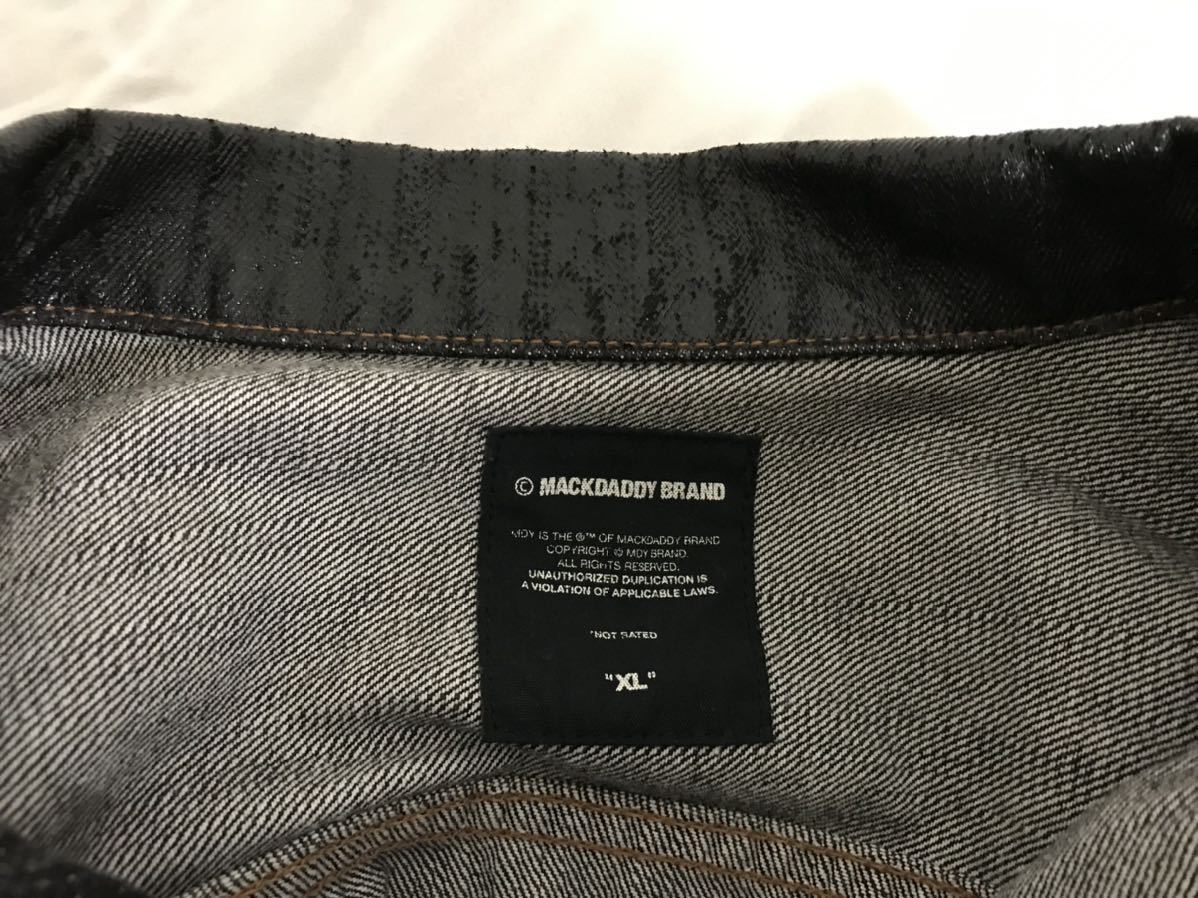 © MACKDADDY BRAND
MDY IS THE ®™ OF MACKDADDY BRAND
COPYRIGHT © MDY BRAND.
ALL RIGHTS RESERVED.
UNAUTHORIZED DUPLICATION IS
A VIOLATION OF APPLICABLE LAWS.
*NOT RATED
"XL"